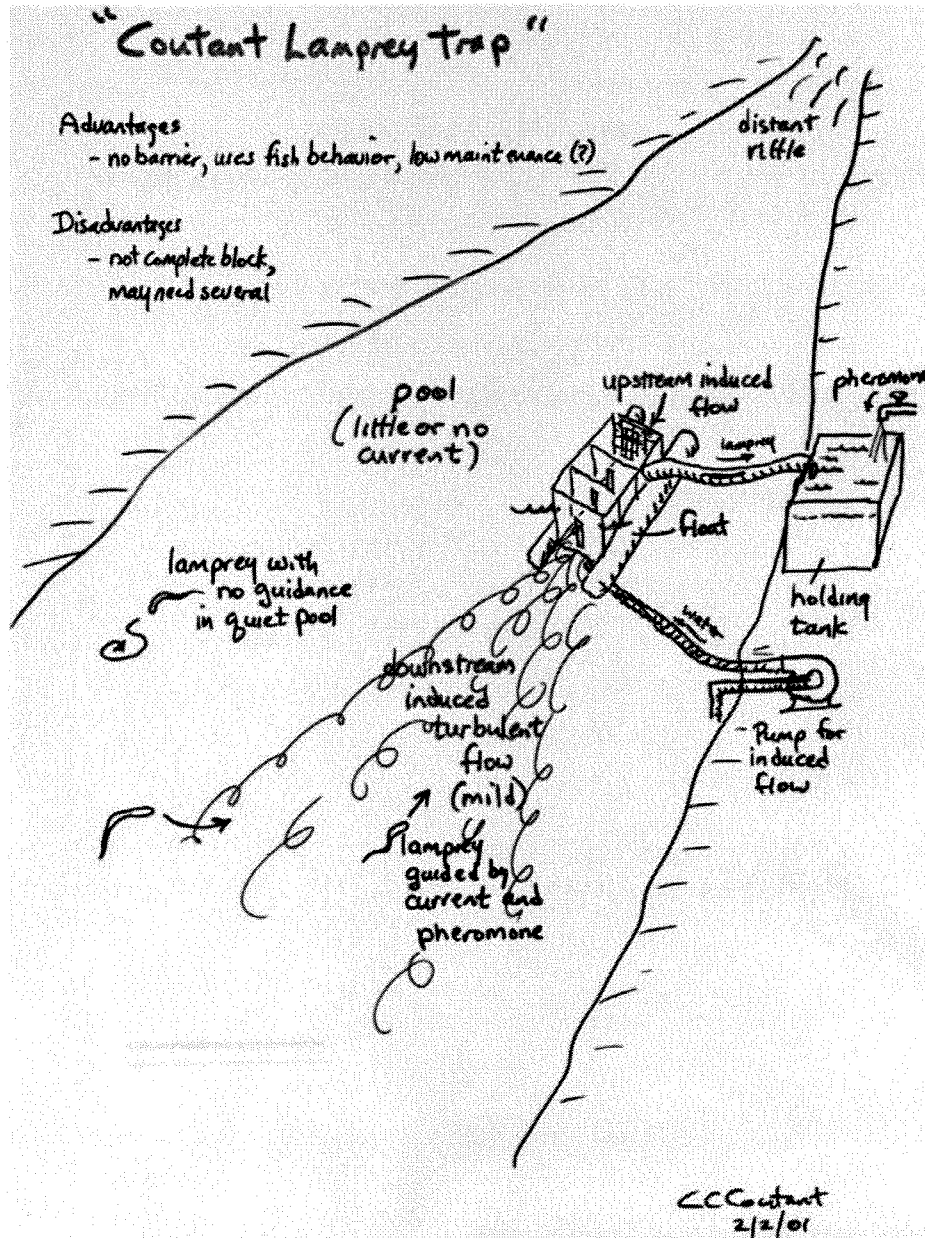 "Coutant Lamprey Trap"
Advantages
- no barrier, uses fish behavior, low maintenance (?)
Disadvantages
- not complete block,
may need several
distant
riffle
pool
(little or no
current)
upstream induced
flow
lamprey
pheromone
float
holding
tank
lamprey with
no guidance
in quiet pool
water
downstream
induced
turbulent
flow
(mild)
Pump for
induced
flow
lamprey
guided by
current and
pheromone
CC Coutant
2/2/01